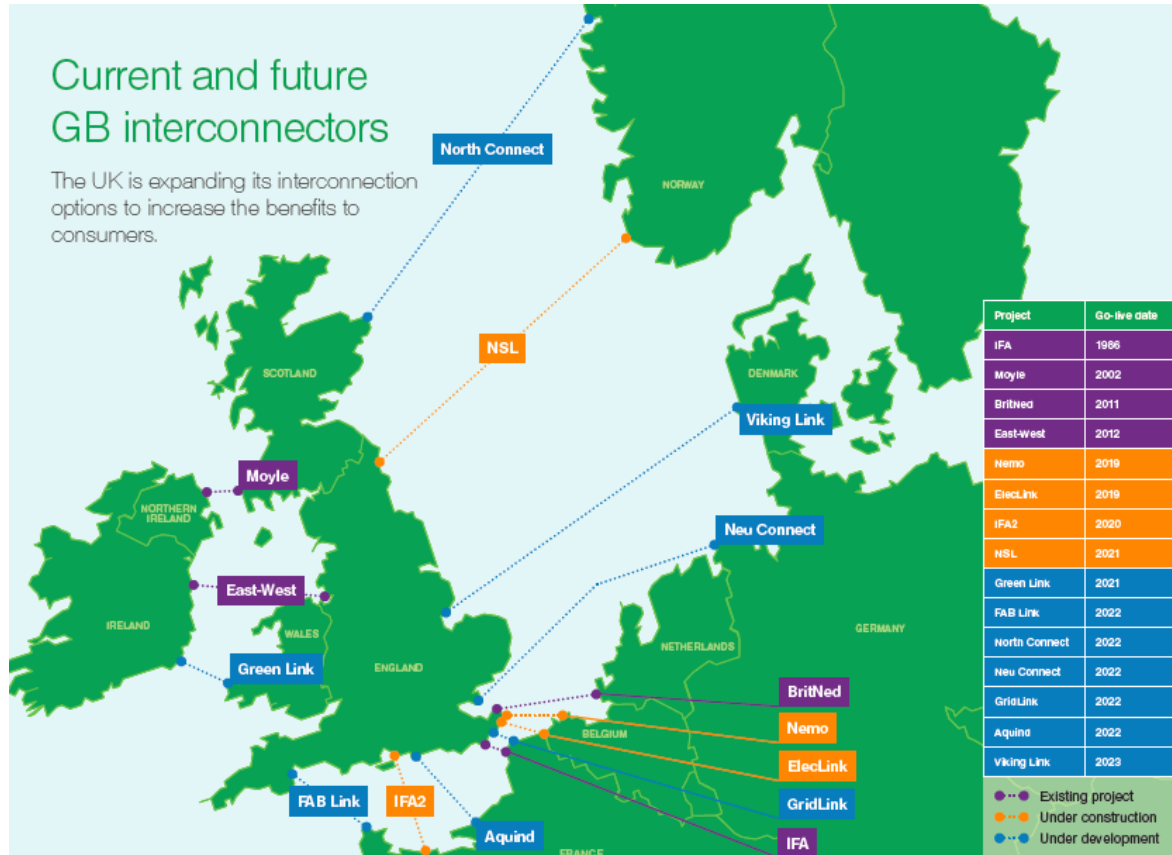 Current and future
GB interconnectors
The UK is expanding its interconnection
options to increase the benefits to
consumers.
North Connect
NORWAY
NSL
SCOTLAND
DENMARK
Viking Link
Moyle
NORTHERN
IRELAND
Neu Connect
East-West
IRELAND
WALES
ENGLAND
NETHERLANDS
GERMANY
Green Link
BritNed
Nemo
BELGIUM
ElecLink
FAB Link
IFA2
GridLink
Aquind
IFA
FRANCE
Project Go-live date
IFA 1986
Moyle 2002
BritNed 2011
East-West 2012
Nemo 2019
ElecLink 2019
IFA2 2020
NSL 2021
Green Link 2021
FAB Link 2022
North Connect 2022
Neu Connect 2022
GridLink 2022
Aquind 2022
Viking Link 2023
Existing project
Under construction
Under development